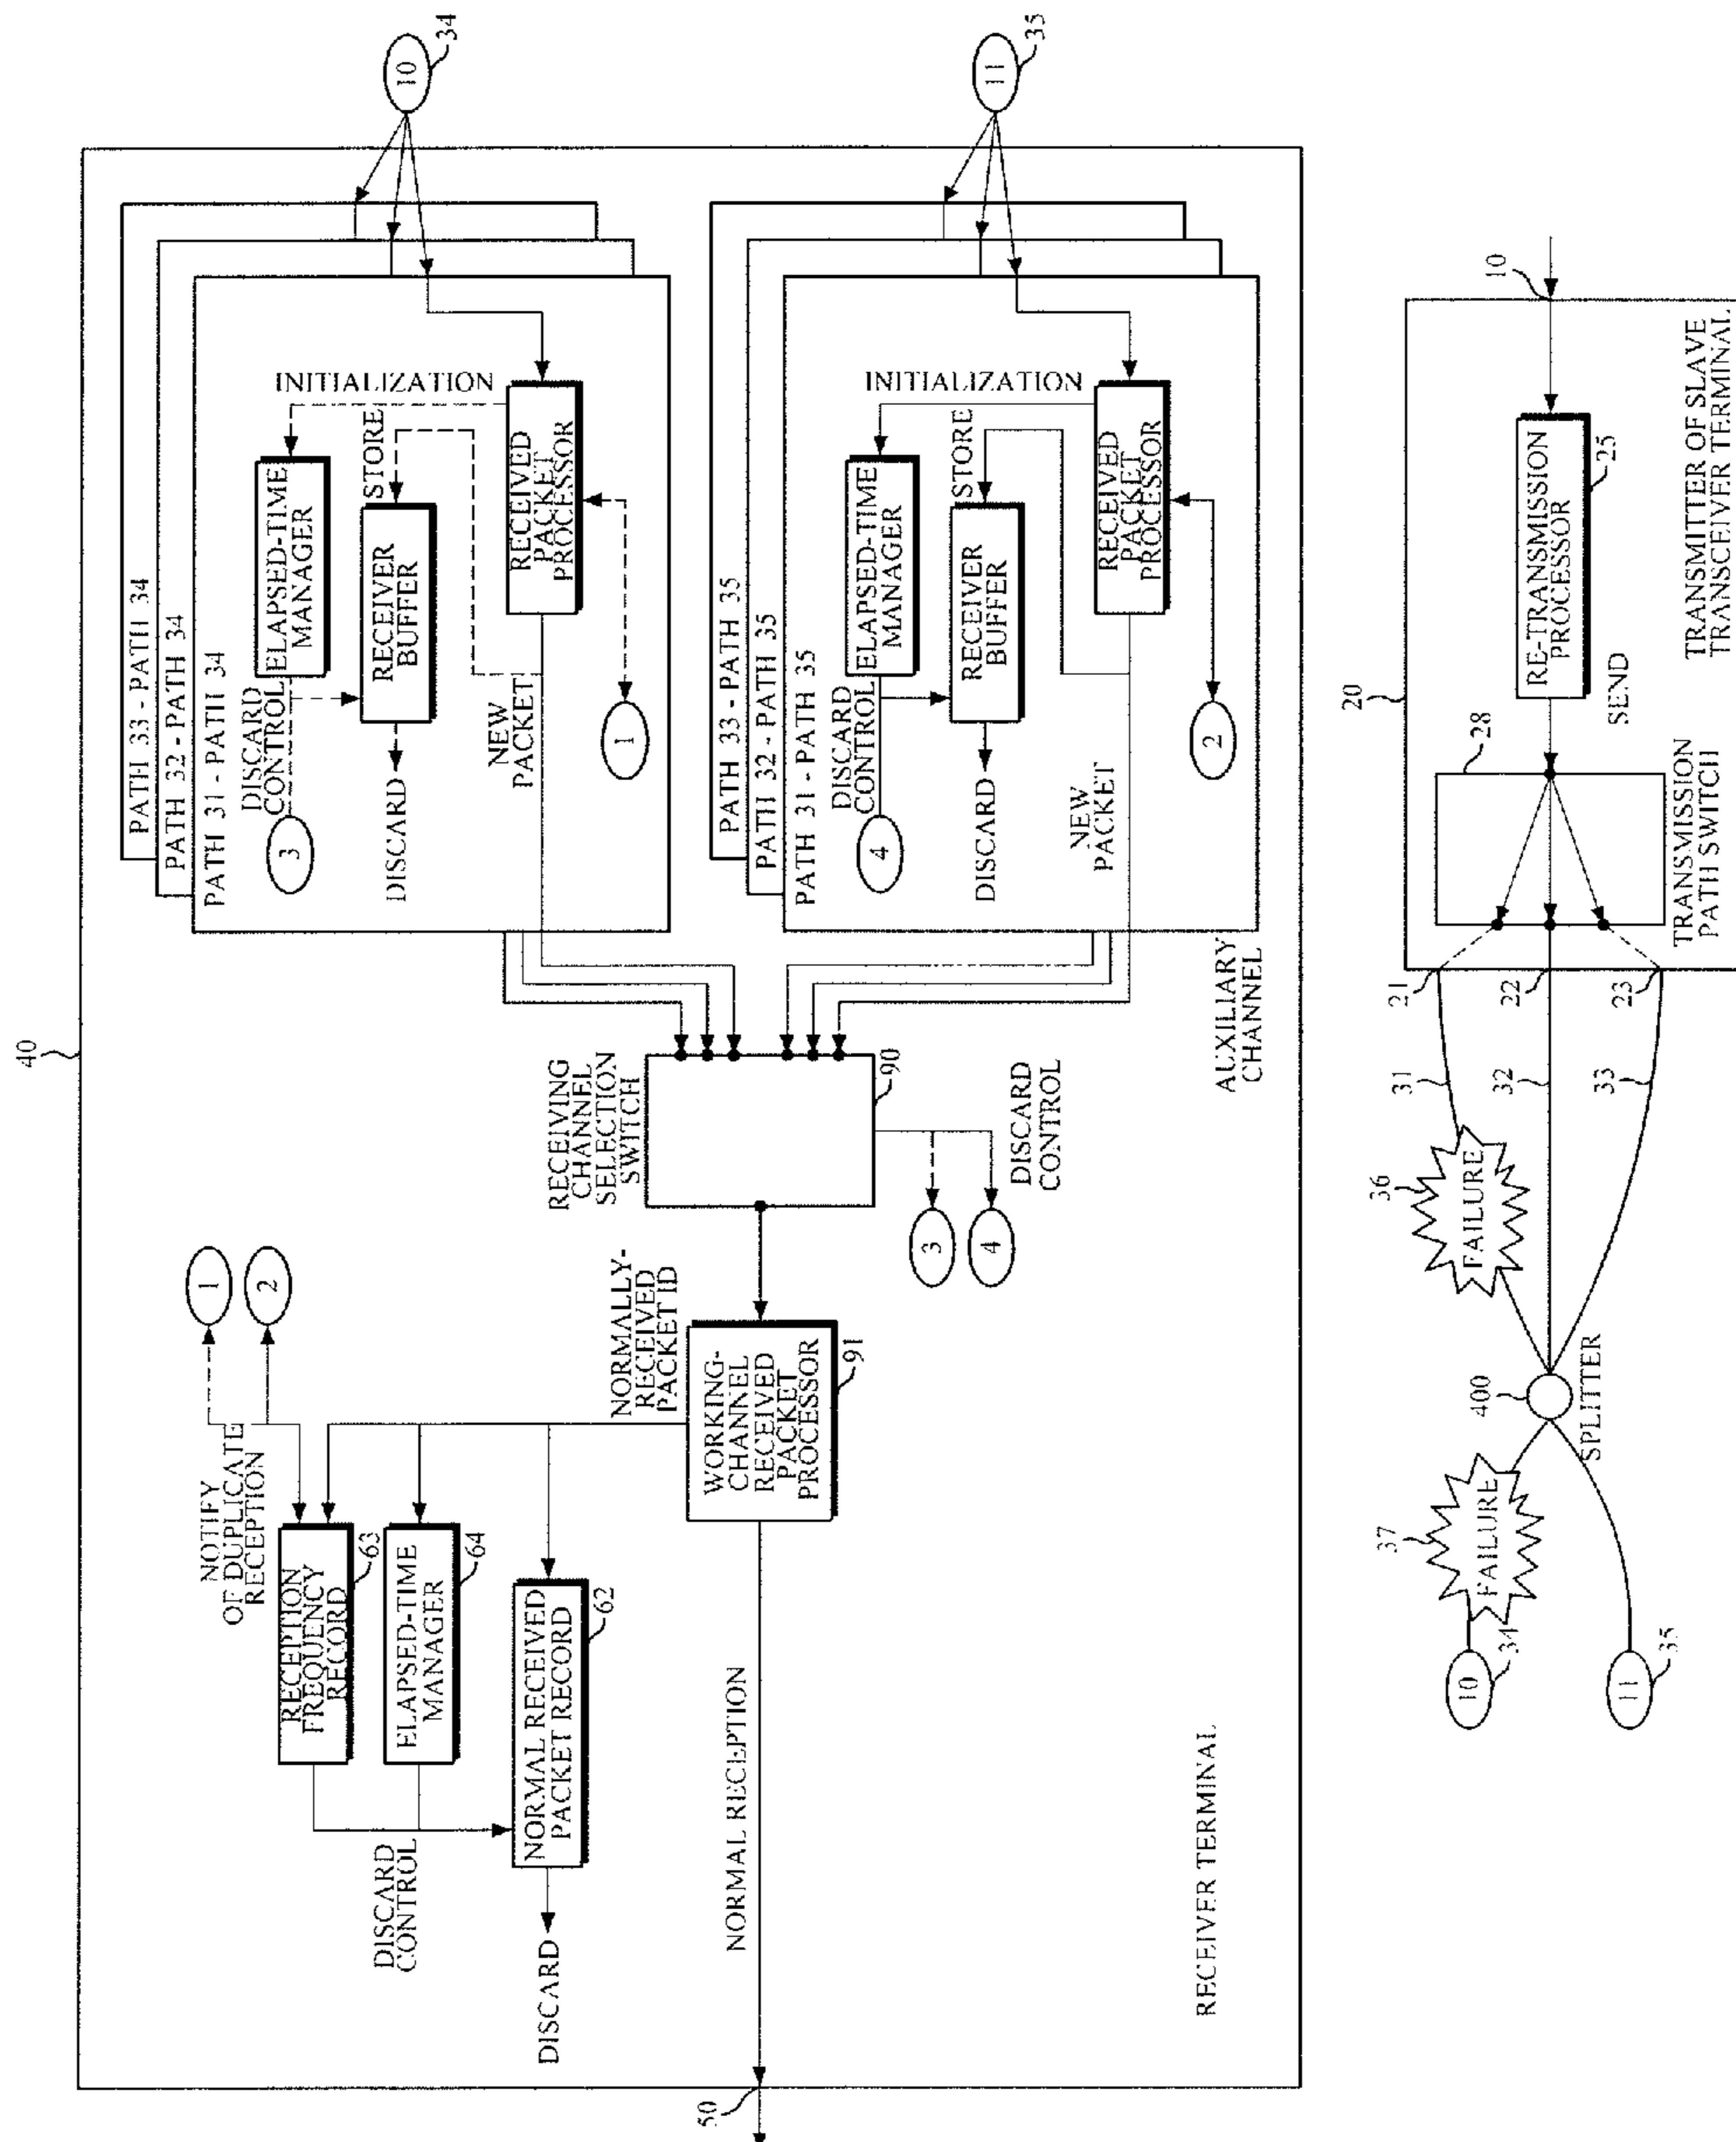 40
34
10
35
11
PATH 33 - PATH 34
PATH 32 - PATH 34
PATH 31 - PATH 34
INITIALIZATION
ELAPSED-TIME
MANAGER
STORE
RECEIVER
BUFFER
RECEIVED
PACKET
PROCESSOR
DISCARD
CONTROL
3
DISCARD
NEW
PACKET
1
PATH 33 - PATH 35
PATH 32 - PATH 35
PATH 31 - PATH 35
INITIALIZATION
ELAPSED-TIME
MANAGER
STORE
RECEIVER
BUFFER
RECEIVED
PACKET
PROCESSOR
DISCARD
CONTROL
4
DISCARD
NEW
PACKET
2
AUXILIARY
CHANNEL
RECEIVING
CHANNEL
SELECTION
SWITCH
90
3
4
DISCARD
CONTROL
1
2
NOTIFY
OF DUPLICATE
RECEPTION
NORMALLY-
RECEIVED
PACKET ID
WORKING-
CHANNEL
RECEIVED
PACKET
PROCESSOR
91
RECEPTION
FREQUENCY
RECORD
63
ELAPSED-TIME
MANAGER
64
NORMAL RECEIVED
PACKET RECORD
62
DISCARD
CONTROL
DISCARD
NORMAL RECEPTION
50
RECEIVER TERMINAL
10
20
RE-TRANSMISSION
PROCESSOR
25
SEND
28
TRANSMISSION
PATH SWITCH
TRANSMITTER OF SLAVE
TRANSCEIVER TERMINAL
21
22
23
31
32
33
36
FAILURE
400
SPLITTER
37
FAILURE
10
34
11
35